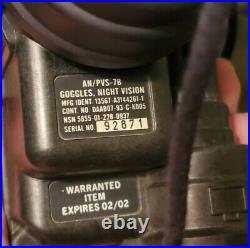 AN/PVS-7B
GOGGLES, NIGHT VISION
MFG IDENT: 13567-A3144261-1
CONT NO DAAB07-93-C-K005
NSN 5855-01-228-0937
SERIAL NO. 92871
WARRANTED
ITEM
EXPIRES 02/02